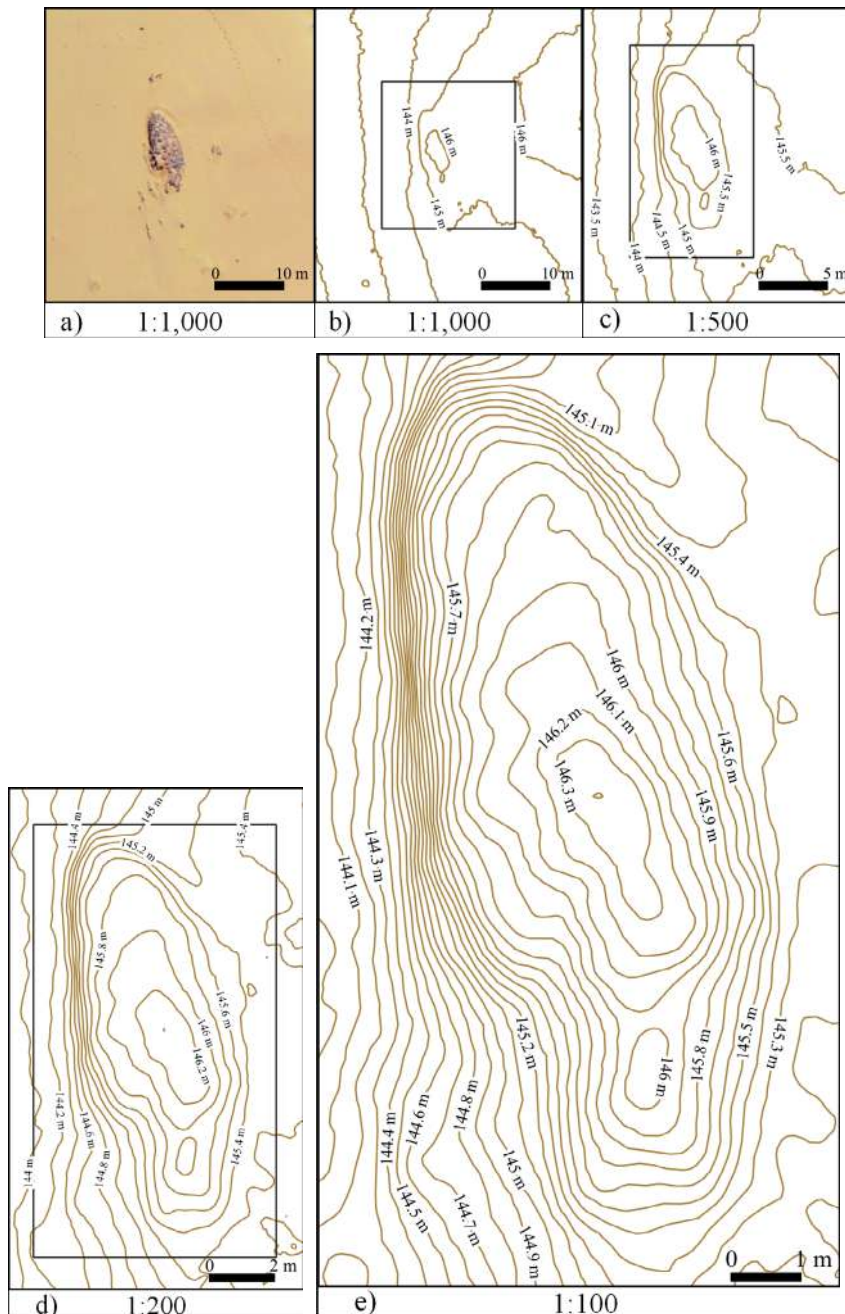 0 10 m
a) 1:1,000
144 m
146 m
146 m
145 m
0 10 m
b) 1:1,000
146 m
145.5 m
145.5 m
143.5 m
144.5 m
145 m
144 m
0 5 m
c) 1:500
144.4 m
145 m
145.2 m
145.4 m
145.8 m
145.6 m
146 m
146.2 m
144.2 m
144.6 m
145.4 m
144 m
144.8 m
0 2 m
d) 1:200
145.1 m
145.4 m
144.2 m
145.7 m
146 m
146.1 m
146.2 m
146.3 m
145.6 m
145.9 m
144.3 m
144.1 m
145.2 m
145.5 m
145.3 m
145.8 m
146 m
144.8 m
144.6 m
144.4 m
145 m
144.5 m
144.7 m
144.9 m
0 1 m
e) 1:100